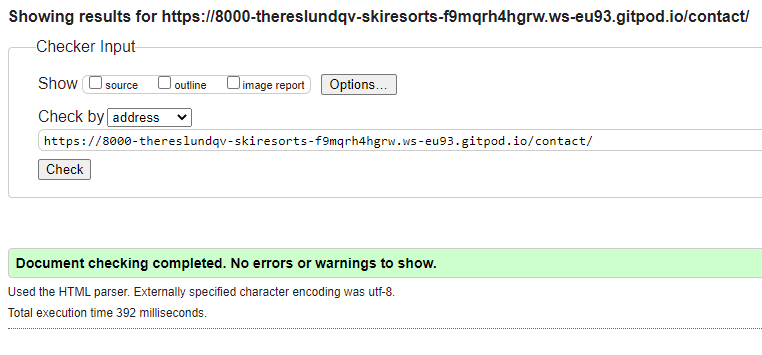 Showing results for https://8000-thereslundqv-skiresorts-f9mqrh4hgrw.ws-eu93.gitpod.io/contact/
Checker Input
Show source outline image report Options...
Check by address
https://8000-thereslundqv-skiresorts-f9mqrh4hgrw.ws-eu93.gitpod.io/contact/
Check
Document checking completed. No errors or warnings to show.
Used the HTML parser. Externally specified character encoding was utf-8.
Total execution time 392 milliseconds.